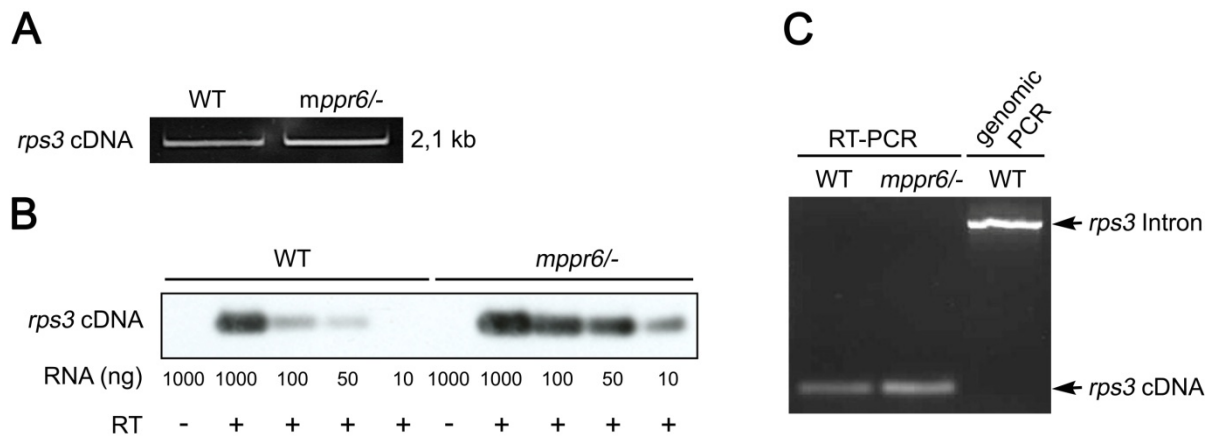 A
WT mppr6/-
rps3 cDNA 2,1 kb
B
WT mppr6/-
rps3 cDNA
RNA (ng) 1000 1000 100 50 10 1000 1000 100 50 10
RT - + + + + - + + + +
C
genomic
PCR
RT-PCR
WT mppr6/- WT
rps3 Intron
rps3 cDNA